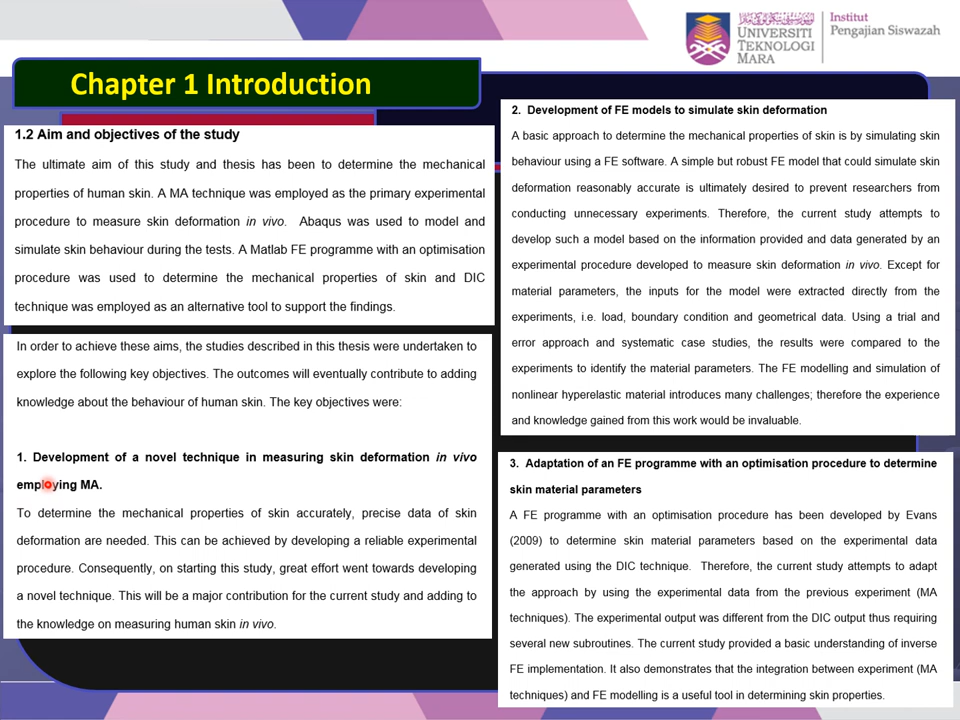 UNIVERSITI
TEKNOLOGI
MARA
Institut
Pengajian Siswazah
Chapter 1 Introduction
1.2 Aim and objectives of the study
The ultimate aim of this study and thesis has been to determine the mechanical
properties of human skin. A MA technique was employed as the primary experimental
procedure to measure skin deformation in vivo. Abaqus was used to model and
simulate skin behaviour during the tests. A Matlab FE programme with an optimisation
procedure was used to determine the mechanical properties of skin and DIC
technique was employed as an alternative tool to support the findings.
In order to achieve these aims, the studies described in this thesis were undertaken to
explore the following key objectives. The outcomes will eventually contribute to adding
knowledge about the behaviour of human skin. The key objectives were:
1. Development of a novel technique in measuring skin deformation in vivo
employing MA.
To determine the mechanical properties of skin accurately, precise data of skin
deformation are needed. This can be achieved by developing a reliable experimental
procedure. Consequently, on starting this study, great effort went towards developing
a novel technique. This will be a major contribution for the current study and adding to
the knowledge on measuring human skin in vivo.
2. Development of FE models to simulate skin deformation
A basic approach to determine the mechanical properties of skin is by simulating skin
behaviour using a FE software. A simple but robust FE model that could simulate skin
deformation reasonably accurate is ultimately desired to prevent researchers from
conducting unnecessary experiments. Therefore, the current study attempts to
develop such a model based on the information provided and data generated by an
experimental procedure developed to measure skin deformation in vivo. Except for
material parameters, the inputs for the model were extracted directly from the
experiments, i.e. load, boundary condition and geometrical data. Using a trial and
error approach and systematic case studies, the results were compared to the
experiments to identify the material parameters. The FE modelling and simulation of
nonlinear hyperelastic material introduces many challenges; therefore the experience
and knowledge gained from this work would be invaluable.
3. Adaptation of an FE programme with an optimisation procedure to determine
skin material parameters
A FE programme with an optimisation procedure has been developed by Evans
(2009) to determine skin material parameters based on the experimental data
generated using the DIC technique. Therefore, the current study attempts to adapt
the approach by using the experimental data from the previous experiment (MA
techniques). The experimental output was different from the DIC output thus requiring
several new subroutines. The current study provided a basic understanding of inverse
FE implementation. It also demonstrates that the integration between experiment (MA
techniques) and FE modelling is a useful tool in determining skin properties.